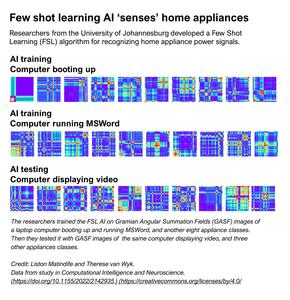 Few shot learning AI ‘senses’ home appliances
Researchers from the University of Johannesburg developed a Few Shot
Learning (FSL) algorithm for recognizing home appliance power signals.
AI training
Computer booting up
AI training
Computer running MSWord
AI testing
Computer displaying video
The researchers trained the FSL AI on Gramian Angular Summation Fields (GASF) images of
a laptop computer booting up and running MSWord, and another eight appliance classes.
Then they tested it with GASF images of the same computer displaying video, and three
other appliances classes.
Credit: Liston Matindife and Therese van Wyk.
Data from study in Computational Intelligence and Neuroscience.
(https://doi.org/10.1155/2022/2142935 ) (https://creativecommons.org/licenses/by/4.0/